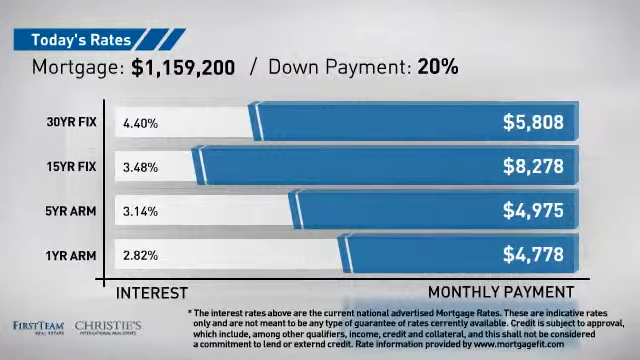 Today's Rates
Mortgage: $1,159,200 / Down Payment: 20%
30YR FIX 4.40% $5,808
15YR FIX 3.48% $8,278
5YR ARM 3.14% $4,975
1YR ARM 2.82% $4,778
INTEREST MONTHLY PAYMENT
* The interest rates above are the current national advertised Mortgage Rates. These are indicative rates
only and are not meant to be any type of guarantee of rates cerrently available. Credit is subject to approval,
which include, among other qualifiers, income, credit and collateral, and this shall not be considered
a commitment to lend or externd credit. Rate information provided by www.mortgagefit.com
FIRSTTEAM CHRISTIE'S
REAL ESTATE INTERNATIONAL REAL ESTATE